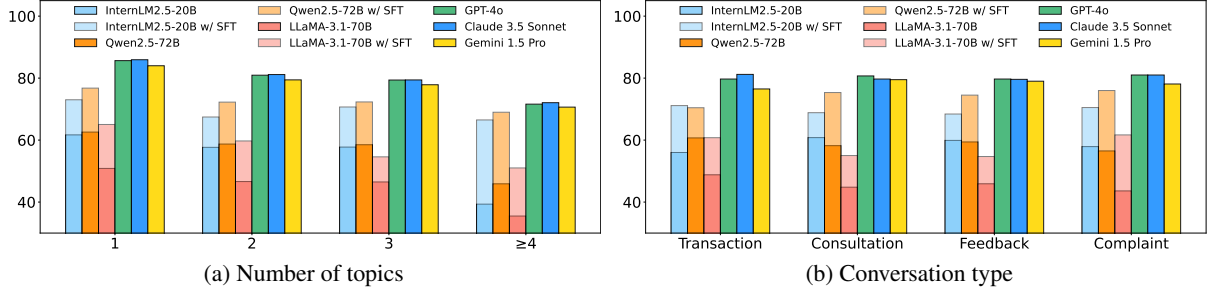 InternLM2.5-20B
InternLM2.5-20B w/ SFT
Qwen2.5-72B
Qwen2.5-72B w/ SFT
LLaMA-3.1-70B
LLaMA-3.1-70B w/ SFT
GPT-4o
Claude 3.5 Sonnet
Gemini 1.5 Pro
100
80
60
40
1
2
3
≥4
(a) Number of topics
InternLM2.5-20B
InternLM2.5-20B w/ SFT
Qwen2.5-72B
Qwen2.5-72B w/ SFT
LLaMA-3.1-70B
LLaMA-3.1-70B w/ SFT
GPT-4o
Claude 3.5 Sonnet
Gemini 1.5 Pro
100
80
60
40
Transaction
Consultation
Feedback
Complaint
(b) Conversation type